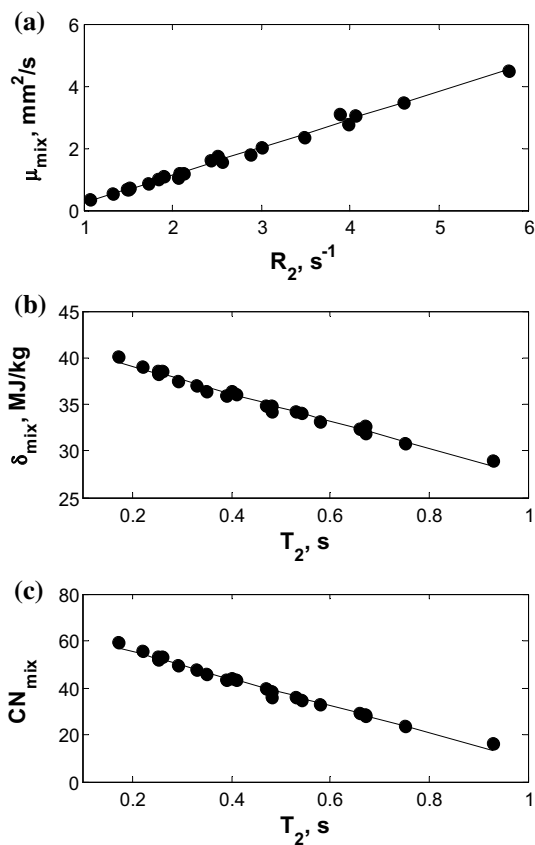 (a)
6
4
2
0
μmix, mm²/s
1 2 3 4 5 6
R₂, s⁻¹
(b)
45
40
35
30
25
δmix, MJ/kg
0.2 0.4 0.6 0.8 1
T₂, s
(c)
80
60
40
20
0
CNmix
0.2 0.4 0.6 0.8 1
T₂, s